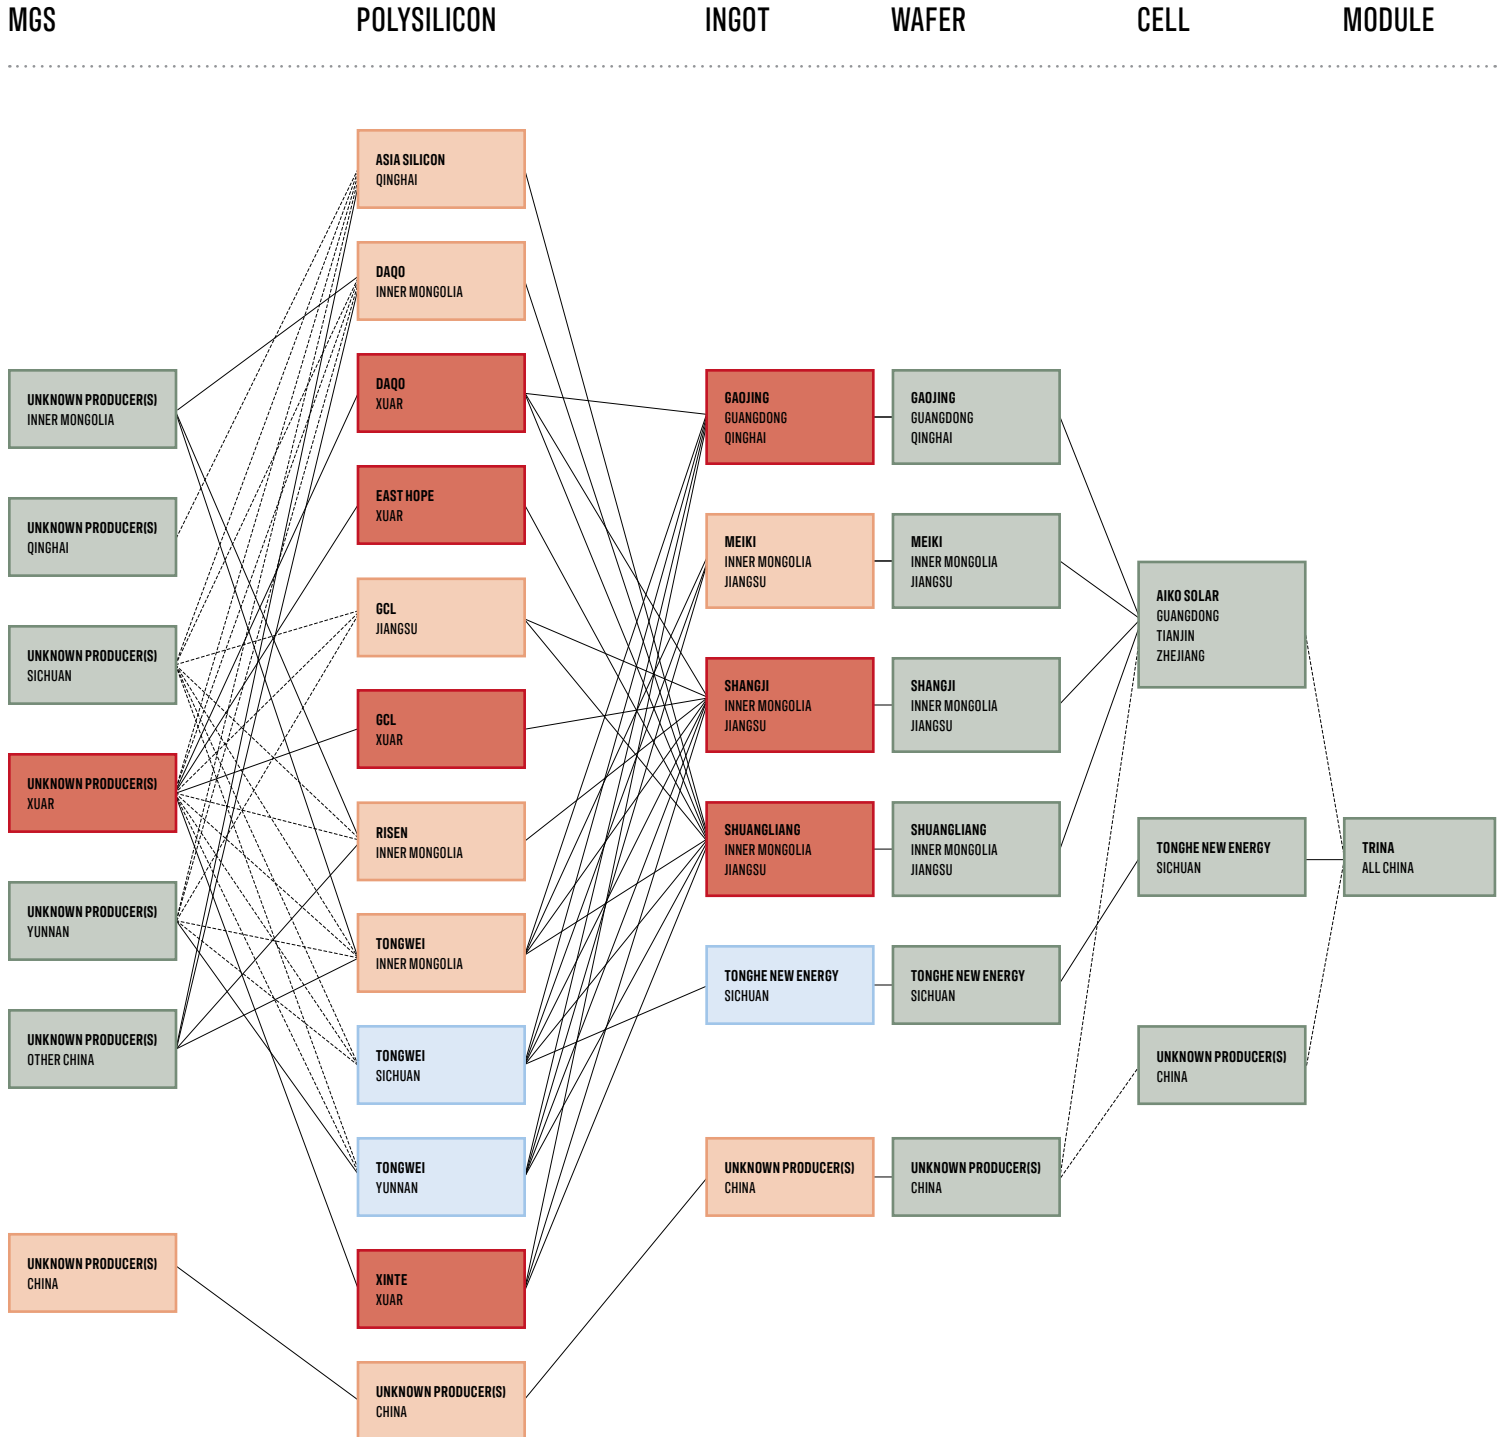 MGS
POLYSILICON
INGOT
WAFER
CELL
MODULE
UNKNOWN PRODUCER(S)
INNER MONGOLIA
UNKNOWN PRODUCER(S)
QINGHAI
UNKNOWN PRODUCER(S)
SICHUAN
UNKNOWN PRODUCER(S)
XUAR
UNKNOWN PRODUCER(S)
YUNNAN
UNKNOWN PRODUCER(S)
OTHER CHINA
UNKNOWN PRODUCER(S)
CHINA
ASIA SILICON
QINGHAI
DAQO
INNER MONGOLIA
DAQO
XUAR
EAST HOPE
XUAR
GCL
JIANGSU
GCL
XUAR
RISEN
INNER MONGOLIA
TONGWEI
INNER MONGOLIA
TONGWEI
SICHUAN
TONGWEI
YUNNAN
XINTE
XUAR
UNKNOWN PRODUCER(S)
CHINA
GAOJING
GUANGDONG
QINGHAI
MEIKI
INNER MONGOLIA
JIANGSU
SHANGJI
INNER MONGOLIA
JIANGSU
SHUANGLIANG
INNER MONGOLIA
JIANGSU
TONGHE NEW ENERGY
SICHUAN
UNKNOWN PRODUCER(S)
CHINA
GAOJING
GUANGDONG
QINGHAI
MEIKI
INNER MONGOLIA
JIANGSU
SHANGJI
INNER MONGOLIA
JIANGSU
SHUANGLIANG
INNER MONGOLIA
JIANGSU
TONGHE NEW ENERGY
SICHUAN
UNKNOWN PRODUCER(S)
CHINA
AIKO SOLAR
GUANGDONG
TIANJIN
ZHEJIANG
TONGHE NEW ENERGY
SICHUAN
UNKNOWN PRODUCER(S)
CHINA
TRINA
ALL CHINA